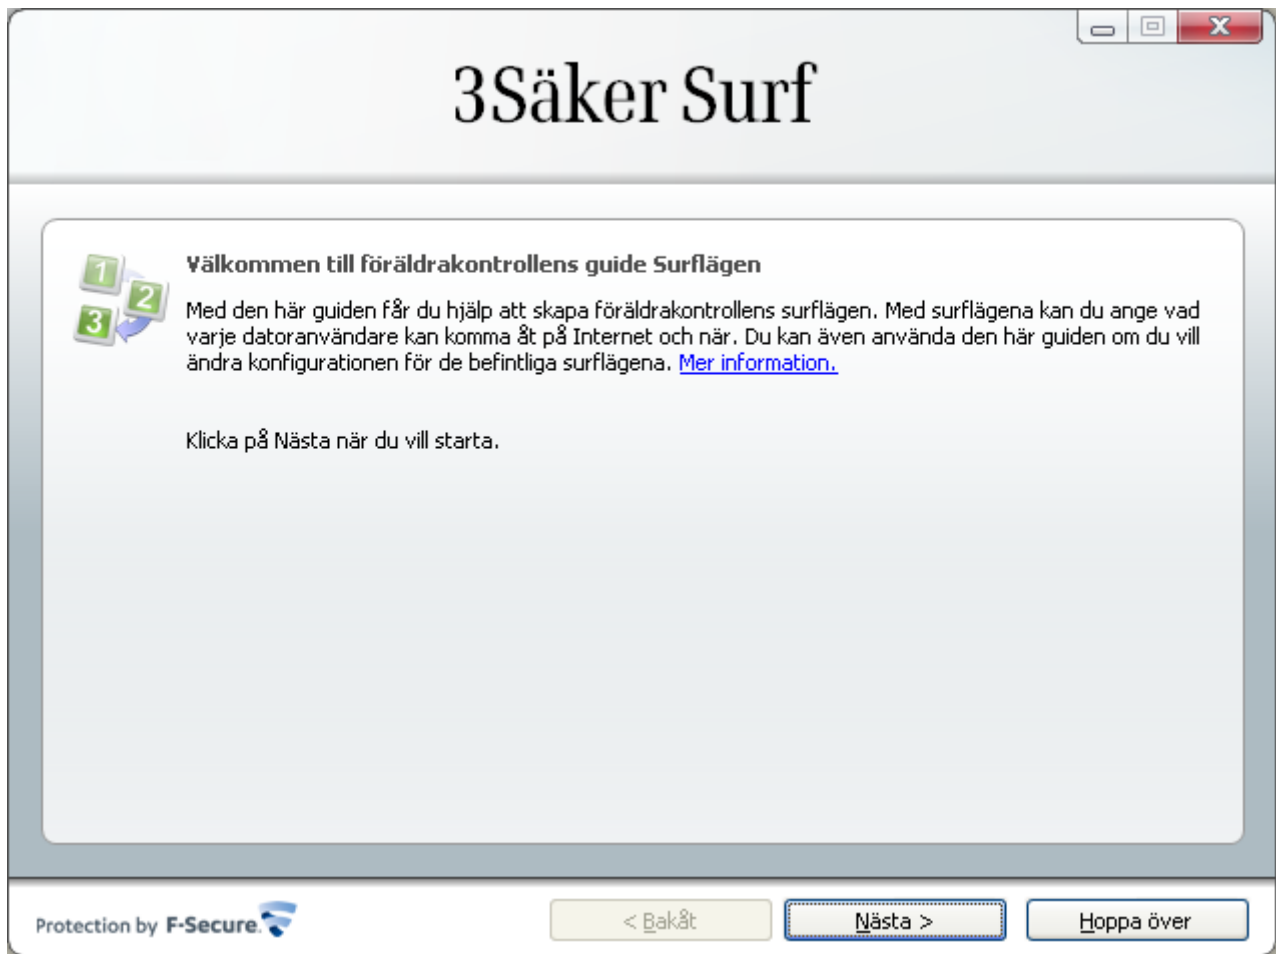 3Säker Surf
1
2
3
Välkommen till föräldrakontrollens guide Surflägen
Med den här guiden får du hjälp att skapa föräldrakontrollens surflägen. Med surflägena kan du ange vad
varje datoranvändare kan komma åt på Internet och när. Du kan även använda den här guiden om du vill
ändra konfigurationen för de befintliga surflägena. Mer information.
Klicka på Nästa när du vill starta.
Protection by F-Secure.
< Bakåt
Nästa >
Hoppa över